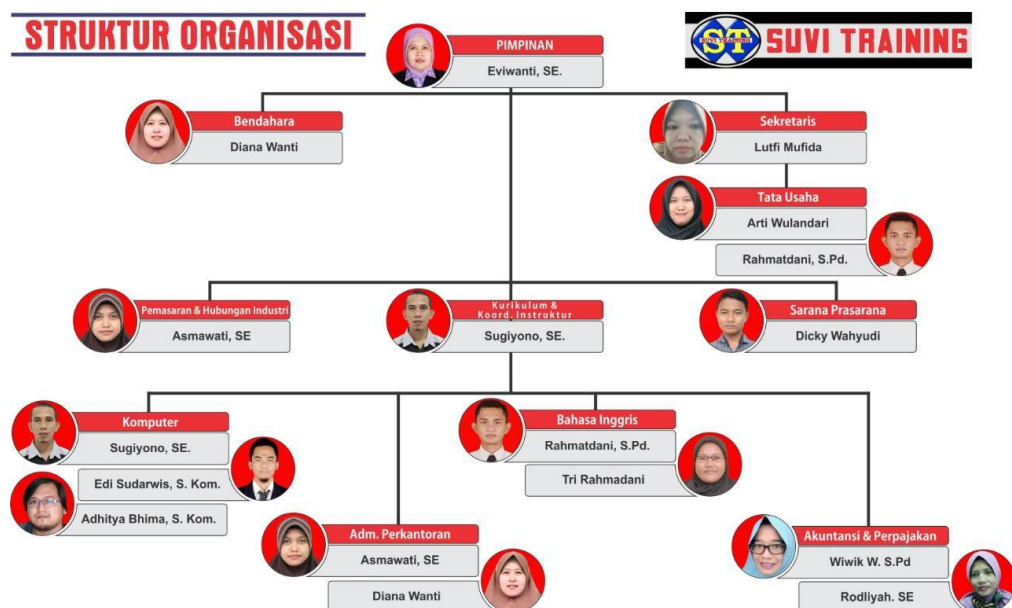 STRUKTUR ORGANISASI
ST
SUVI TRAINING
SUVI TRAINING
PIMPINAN
Eviwanti, SE.
Bendahara
Diana Wanti
Sekretaris
Lutfi Mufida
Tata Usaha
Arti Wulandari
Rahmatdani, S.Pd.
Pemasaran & Hubungan Industri
Asmawati, SE
Kurikulum &
Koord. Instruktur
Sugiyono, SE.
Sarana Prasarana
Dicky Wahyudi
Komputer
Sugiyono, SE.
Edi Sudarwis, S. Kom.
Adhitya Bhima, S. Kom.
Adm. Perkantoran
Asmawati, SE
Diana Wanti
Bahasa Inggris
Rahmatdani, S.Pd.
Tri Rahmadani
Akuntansi & Perpajakan
Wiwik W. S.Pd
Rodliyah. SE